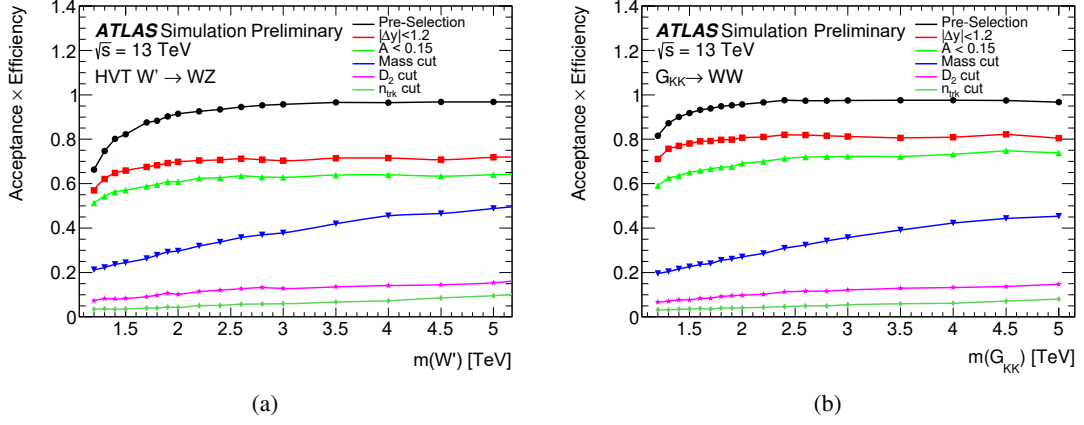 ATLAS Simulation Preliminary
√s = 13 TeV
HVT W' → WZ
Pre-Selection
|Δy|<1.2
A < 0.15
Mass cut
D2 cut
ntrk cut
Acceptance × Efficiency
1.4
1.2
1
0.8
0.6
0.4
0.2
0
1.5 2 2.5 3 3.5 4 4.5 5
m(W') [TeV]
(a)
ATLAS Simulation Preliminary
√s = 13 TeV
GKK→ WW
Pre-Selection
|Δy|<1.2
A < 0.15
Mass cut
D2 cut
ntrk cut
Acceptance × Efficiency
1.4
1.2
1
0.8
0.6
0.4
0.2
0
1.5 2 2.5 3 3.5 4 4.5 5
m(GKK) [TeV]
(b)